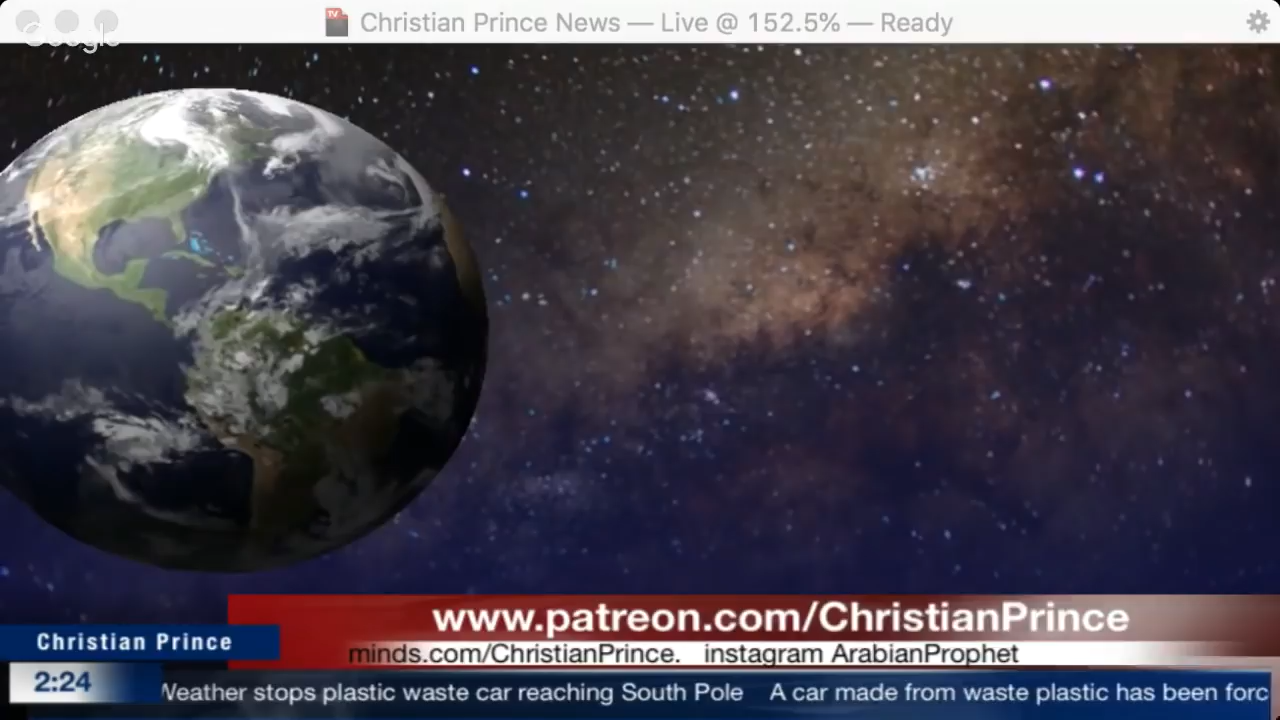 Christian Prince News — Live @ 152.5% — Ready
Google
www.patreon.com/ChristianPrince
Christian Prince
minds.com/ChristianPrince. instagram ArabianProphet
2:24
Weather stops plastic waste car reaching South Pole A car made from waste plastic has been forc